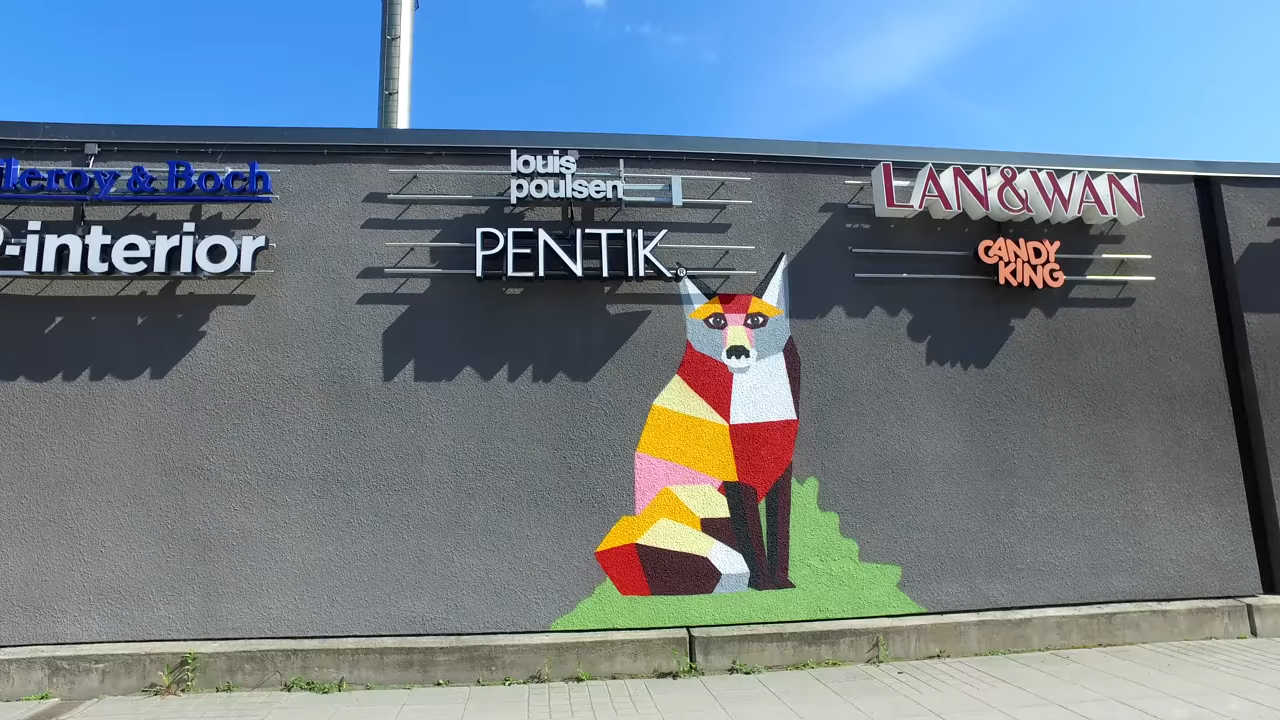 lleroy & Boch
-interior
louis
poulsen
PENTIK®
LAN&WAN
CANDY
KING